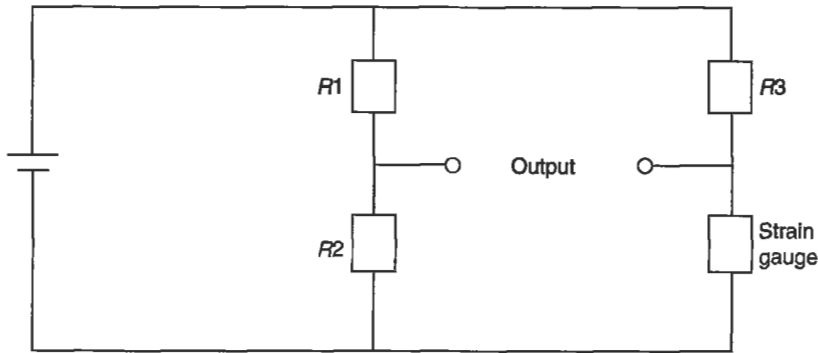 R1
R3
Output
R2
Strain
gauge